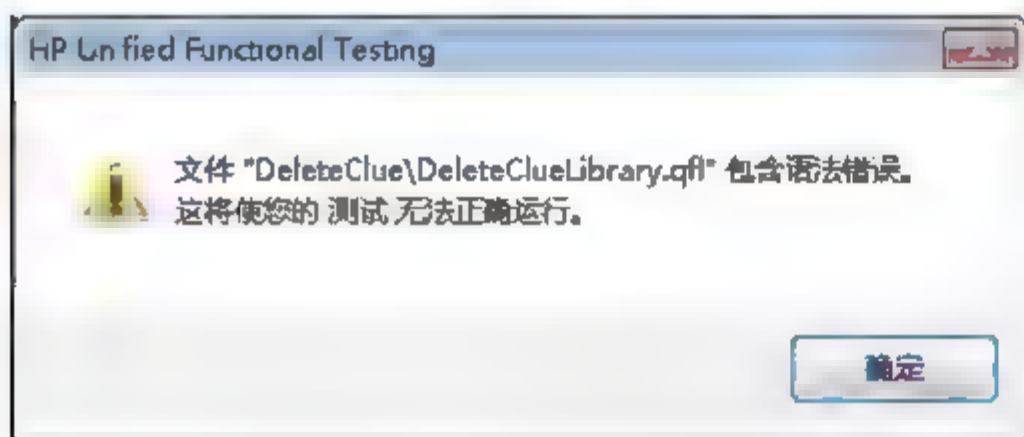 HP Unified Functional Testing
文件 "DeleteClue\DeleteClueLibrary.qfl" 包含语法错误。
这将使您的 测试 无法正确运行。
确定